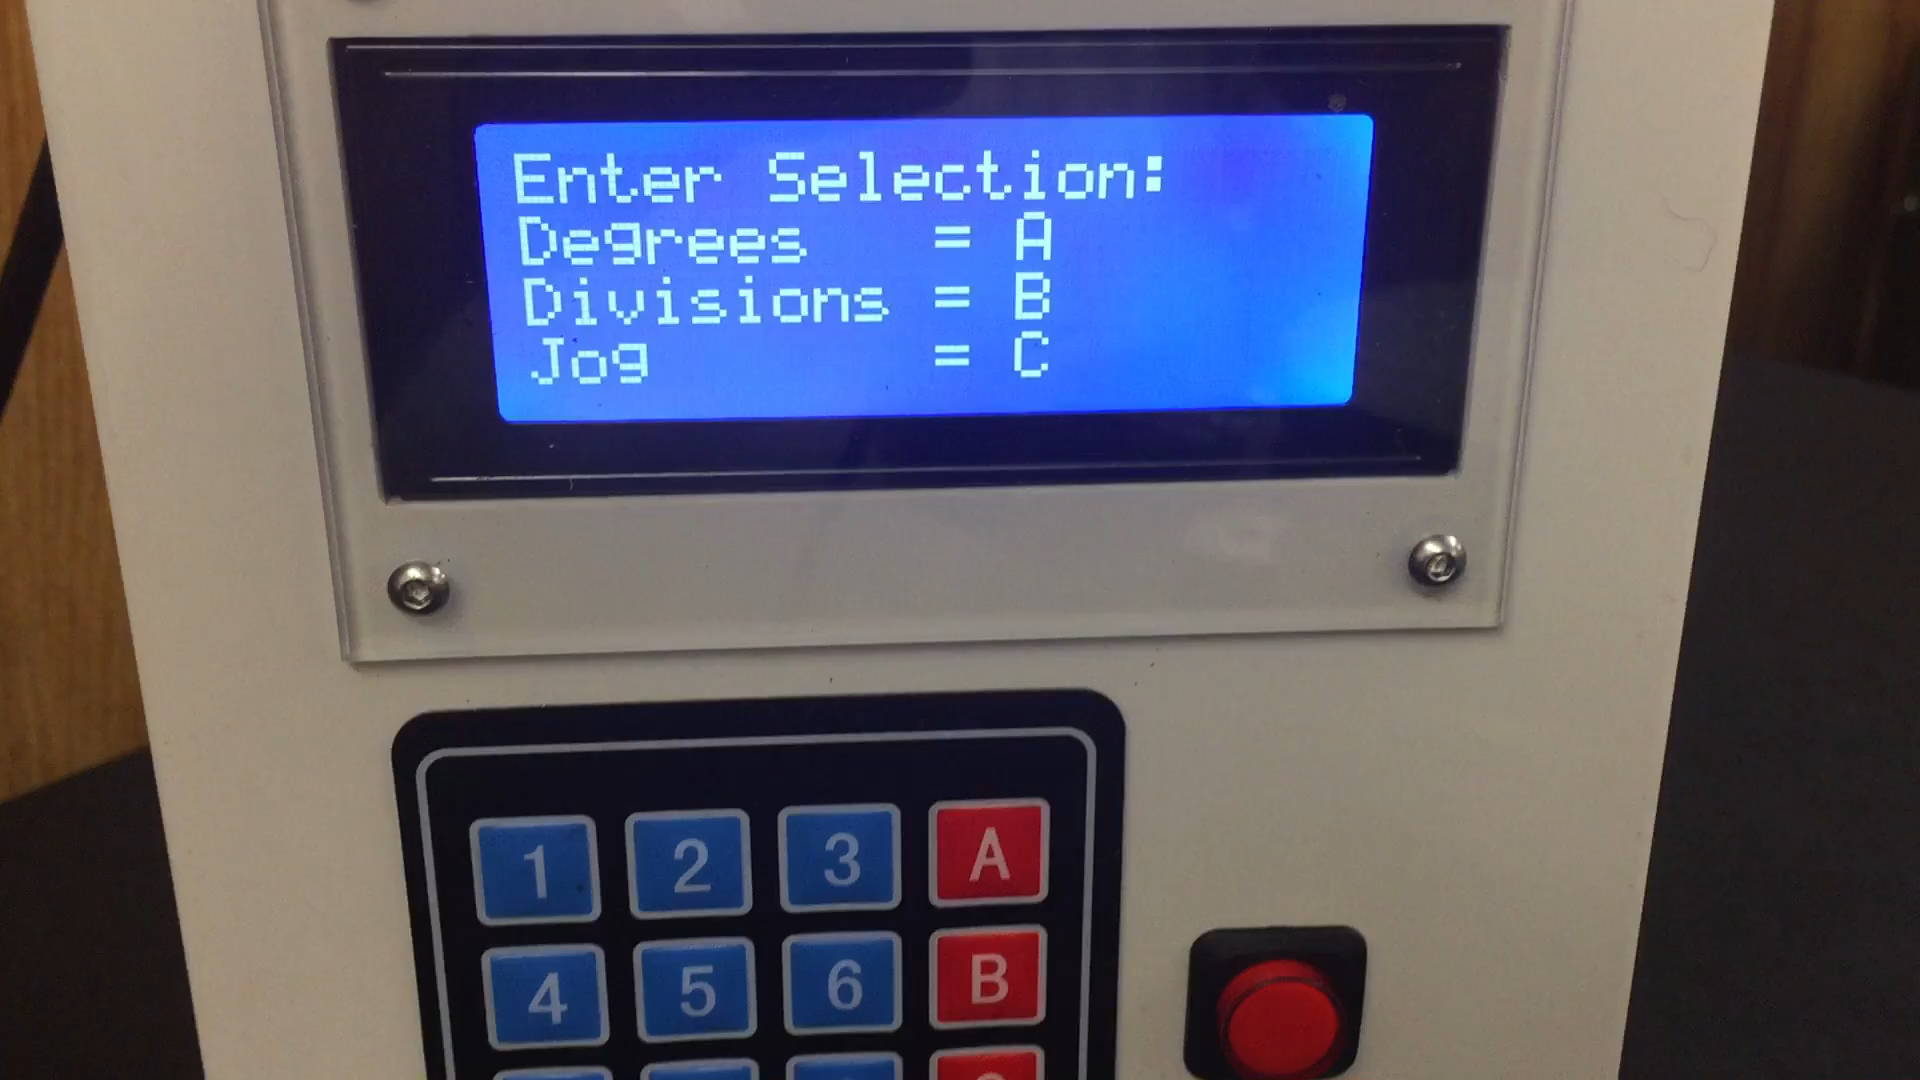 Enter Selection:
Degrees = A
Divisions = B
Jog = C
1 2 3 A
4 5 6 B